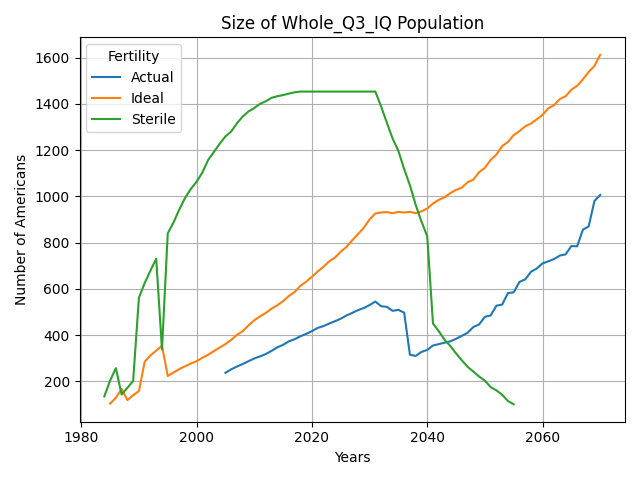 Size of Whole_Q3_IQ Population
Fertility
Actual
Ideal
Sterile
Number of Americans
1600
1400
1200
1000
800
600
400
200
1980
2000
2020
2040
2060
Years